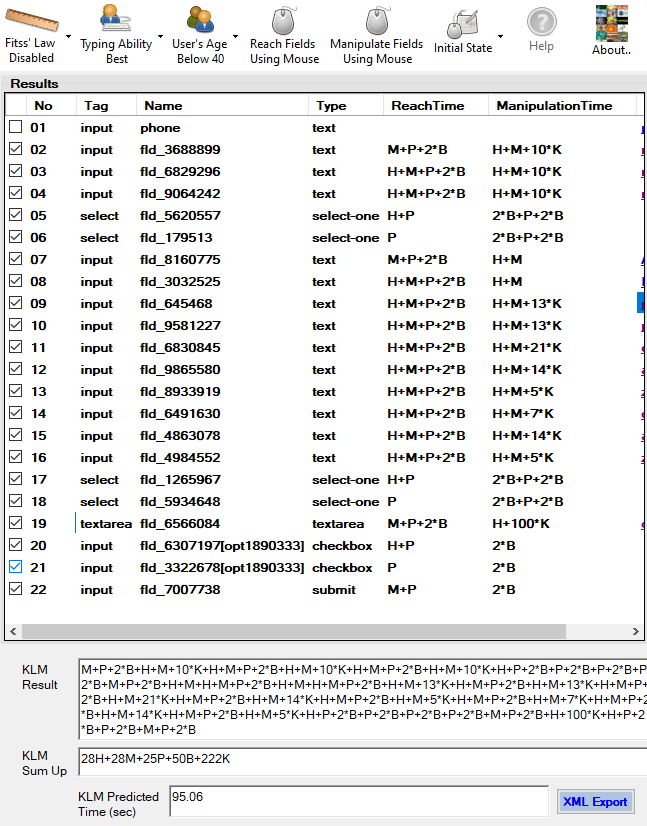 Fitss' Law Disabled
Typing Ability Best
User's Age Below 40
Reach Fields Using Mouse
Manipulate Fields Using Mouse
Initial State
Help
About..
Results
No Tag Name Type ReachTime ManipulationTime
01 input phone text
02 input fld_3688899 text M+P+2*B H+M+10*K
03 input fld_6829296 text H+M+P+2*B H+M+10*K
04 input fld_9064242 text H+M+P+2*B H+M+10*K
05 select fld_5620557 select-one H+P 2*B+P+2*B
06 select fld_179513 select-one P 2*B+P+2*B
07 input fld_8160775 text M+P+2*B H+M
08 input fld_3032525 text H+M+P+2*B H+M
09 input fld_645468 text H+M+P+2*B H+M+13*K
10 input fld_9581227 text H+M+P+2*B H+M+13*K
11 input fld_6830845 text H+M+P+2*B H+M+21*K
12 input fld_9865580 text H+M+P+2*B H+M+14*K
13 input fld_8933919 text H+M+P+2*B H+M+5*K
14 input fld_6491630 text H+M+P+2*B H+M+7*K
15 input fld_4863078 text H+M+P+2*B H+M+14*K
16 input fld_4984552 text H+M+P+2*B H+M+5*K
17 select fld_1265967 select-one H+P 2*B+P+2*B
18 select fld_5934648 select-one P 2*B+P+2*B
19 textarea fld_6566084 textarea M+P+2*B H+100*K
20 input fld_6307197[opt1890333] checkbox H+P 2*B
21 input fld_3322678[opt1890333] checkbox P 2*B
22 input fld_7007738 submit M+P 2*B
KLM Result
M+P+2*B+H+M+10*K+H+M+P+2*B+H+M+10*K+H+M+P+2*B+H+M+10*K+H+P+2*B+P+2*B+P+2*B+P+
2*B+M+P+2*B+H+M+H+M+P+2*B+H+M+H+M+P+2*B+H+M+13*K+H+M+P+2*B+H+M+13*K+H+M+P+
2*B+H+M+21*K+H+M+P+2*B+H+M+14*K+H+M+P+2*B+H+M+5*K+H+M+P+2*B+H+M+7*K+H+M+P+2
*B+H+M+14*K+H+M+P+2*B+H+M+5*K+H+P+2*B+P+2*B+P+2*B+P+2*B+M+P+2*B+H+100*K+H+P+2
*B+P+2*B+M+P+2*B
KLM Sum Up
28H+28M+25P+50B+222K
KLM Predicted Time (sec)
95.06
XML Export